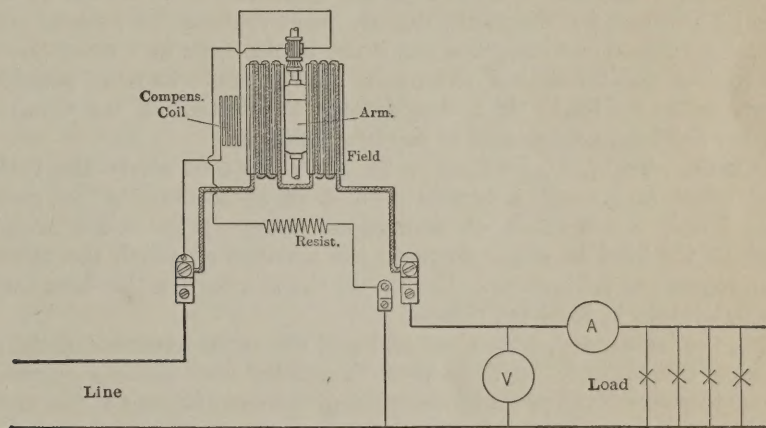 Compens.
Coil
Arm.
Field
Resist.
A
V
Line
Load